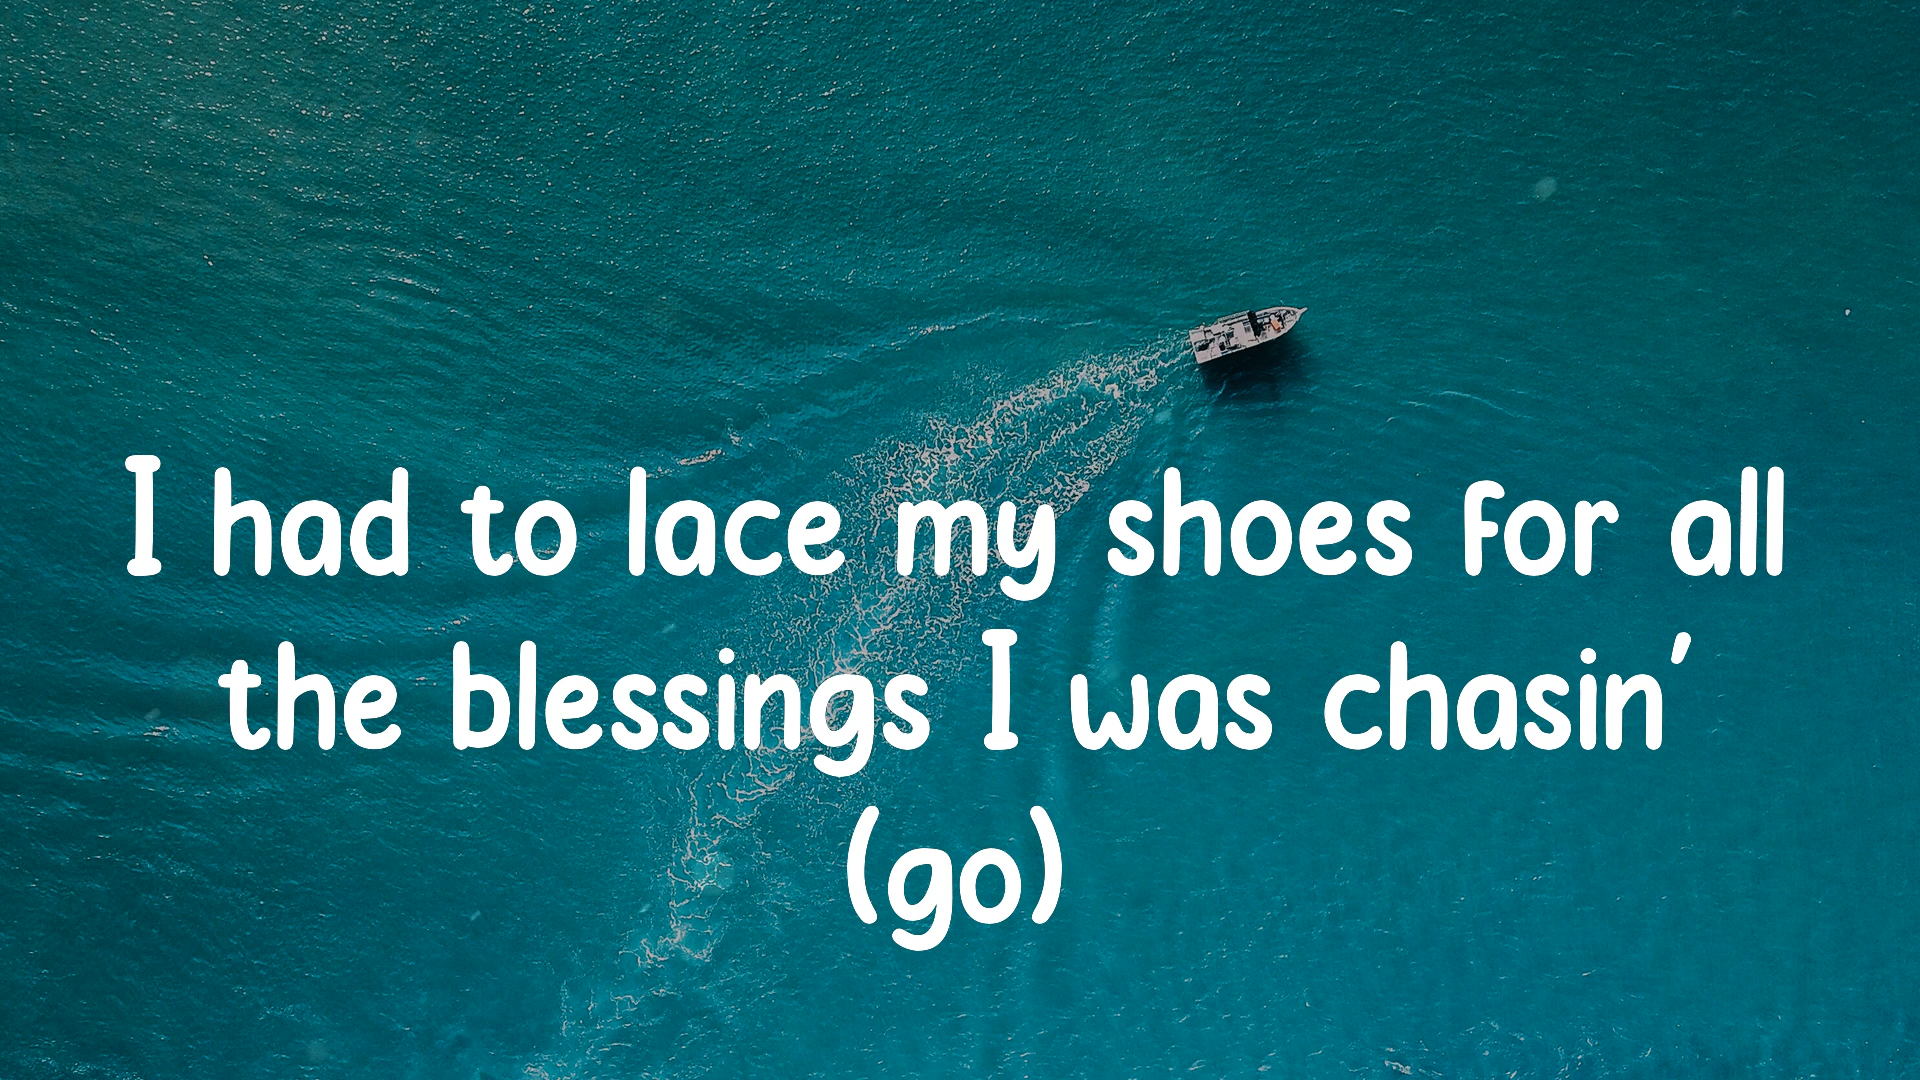 I had to lace my shoes for all
the blessings I was chasin’
(go)